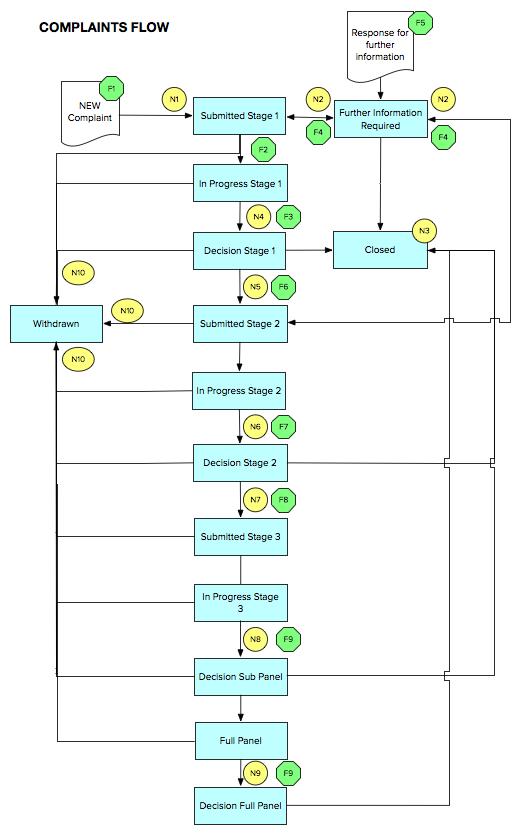 COMPLAINTS FLOW
F5
Response for
further
information
F1
NEW
Complaint
N1
Submitted Stage 1
N2
F4
Further Information
Required
N2
F4
F2
In Progress Stage 1
N4
F3
N3
Decision Stage 1
Closed
N10
N5
F6
N10
Withdrawn
Submitted Stage 2
N10
In Progress Stage 2
N6
F7
Decision Stage 2
N7
F8
Submitted Stage 3
In Progress Stage
3
N8
F9
Decision Sub Panel
Full Panel
N9
F9
Decision Full Panel